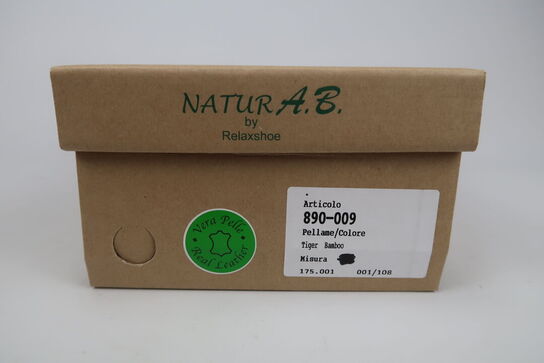 NATUR A.B.
by
Relaxshoe
Vera Pelle
Real Leather
Articolo
890-009
Pellame/Colore
Tiger Bamboo
Misura
175.001 001/108